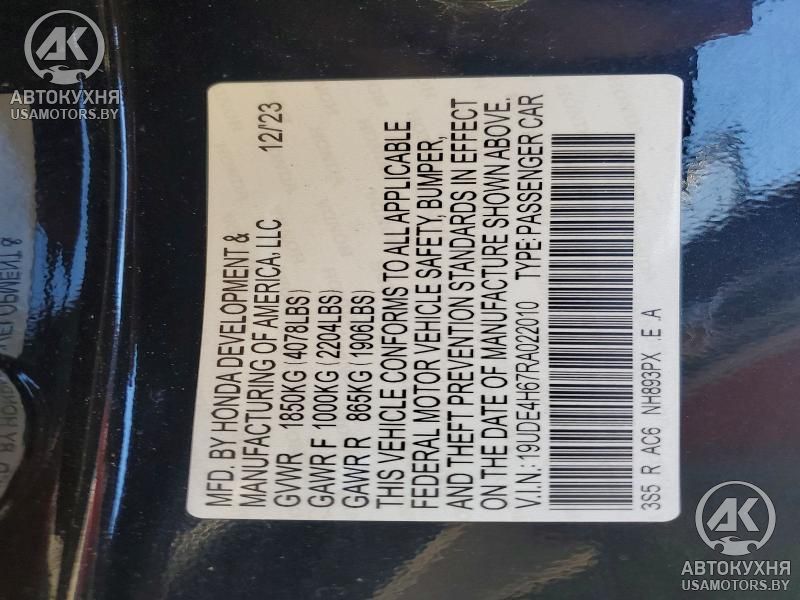 MFD. BY HONDA DEVELOPMENT &
MANUFACTURING OF AMERICA, LLC 12/23
GVWR 1850KG (4078LBS)
GAWR F 1000KG (2204LBS)
GAWR R 865KG (1906LBS)
THIS VEHICLE CONFORMS TO ALL APPLICABLE
FEDERAL MOTOR VEHICLE SAFETY, BUMPER,
AND THEFT PREVENTION STANDARDS IN EFFECT
ON THE DATE OF MANUFACTURE SHOWN ABOVE.
V.I.N.: 19UDE4H67RA022010 TYPE: PASSENGER CAR
3S5 R AC6 NH893PX .E .A
АК
АВТОКУХНЯ
USAMOTORS.BY
АК
АВТОКУХНЯ
USAMOTORS.BY